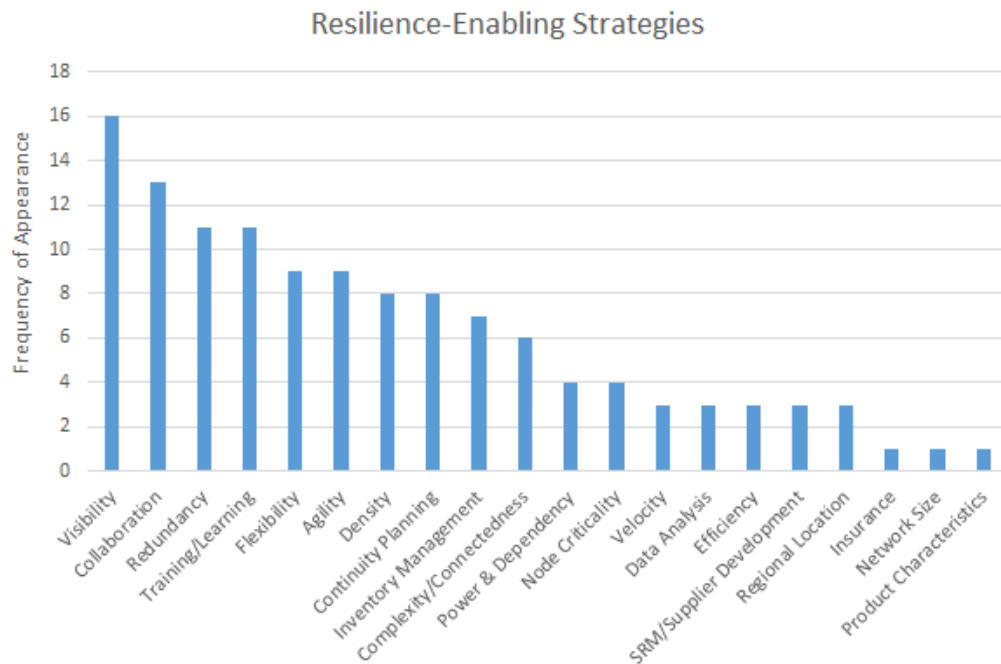 Resilience-Enabling Strategies
Frequency of Appearance
18
16
14
12
10
8
6
4
2
0
Visibility
Collaboration
Redundancy
Training/Learning
Flexibility
Agility
Density
Continuity Planning
Inventory Management
Complexity/Connectedness
Power & Dependency
Node Criticality
Velocity
Data Analysis
Efficiency
SRM/Supplier Development
Regional Location
Insurance
Network Size
Product Characteristics